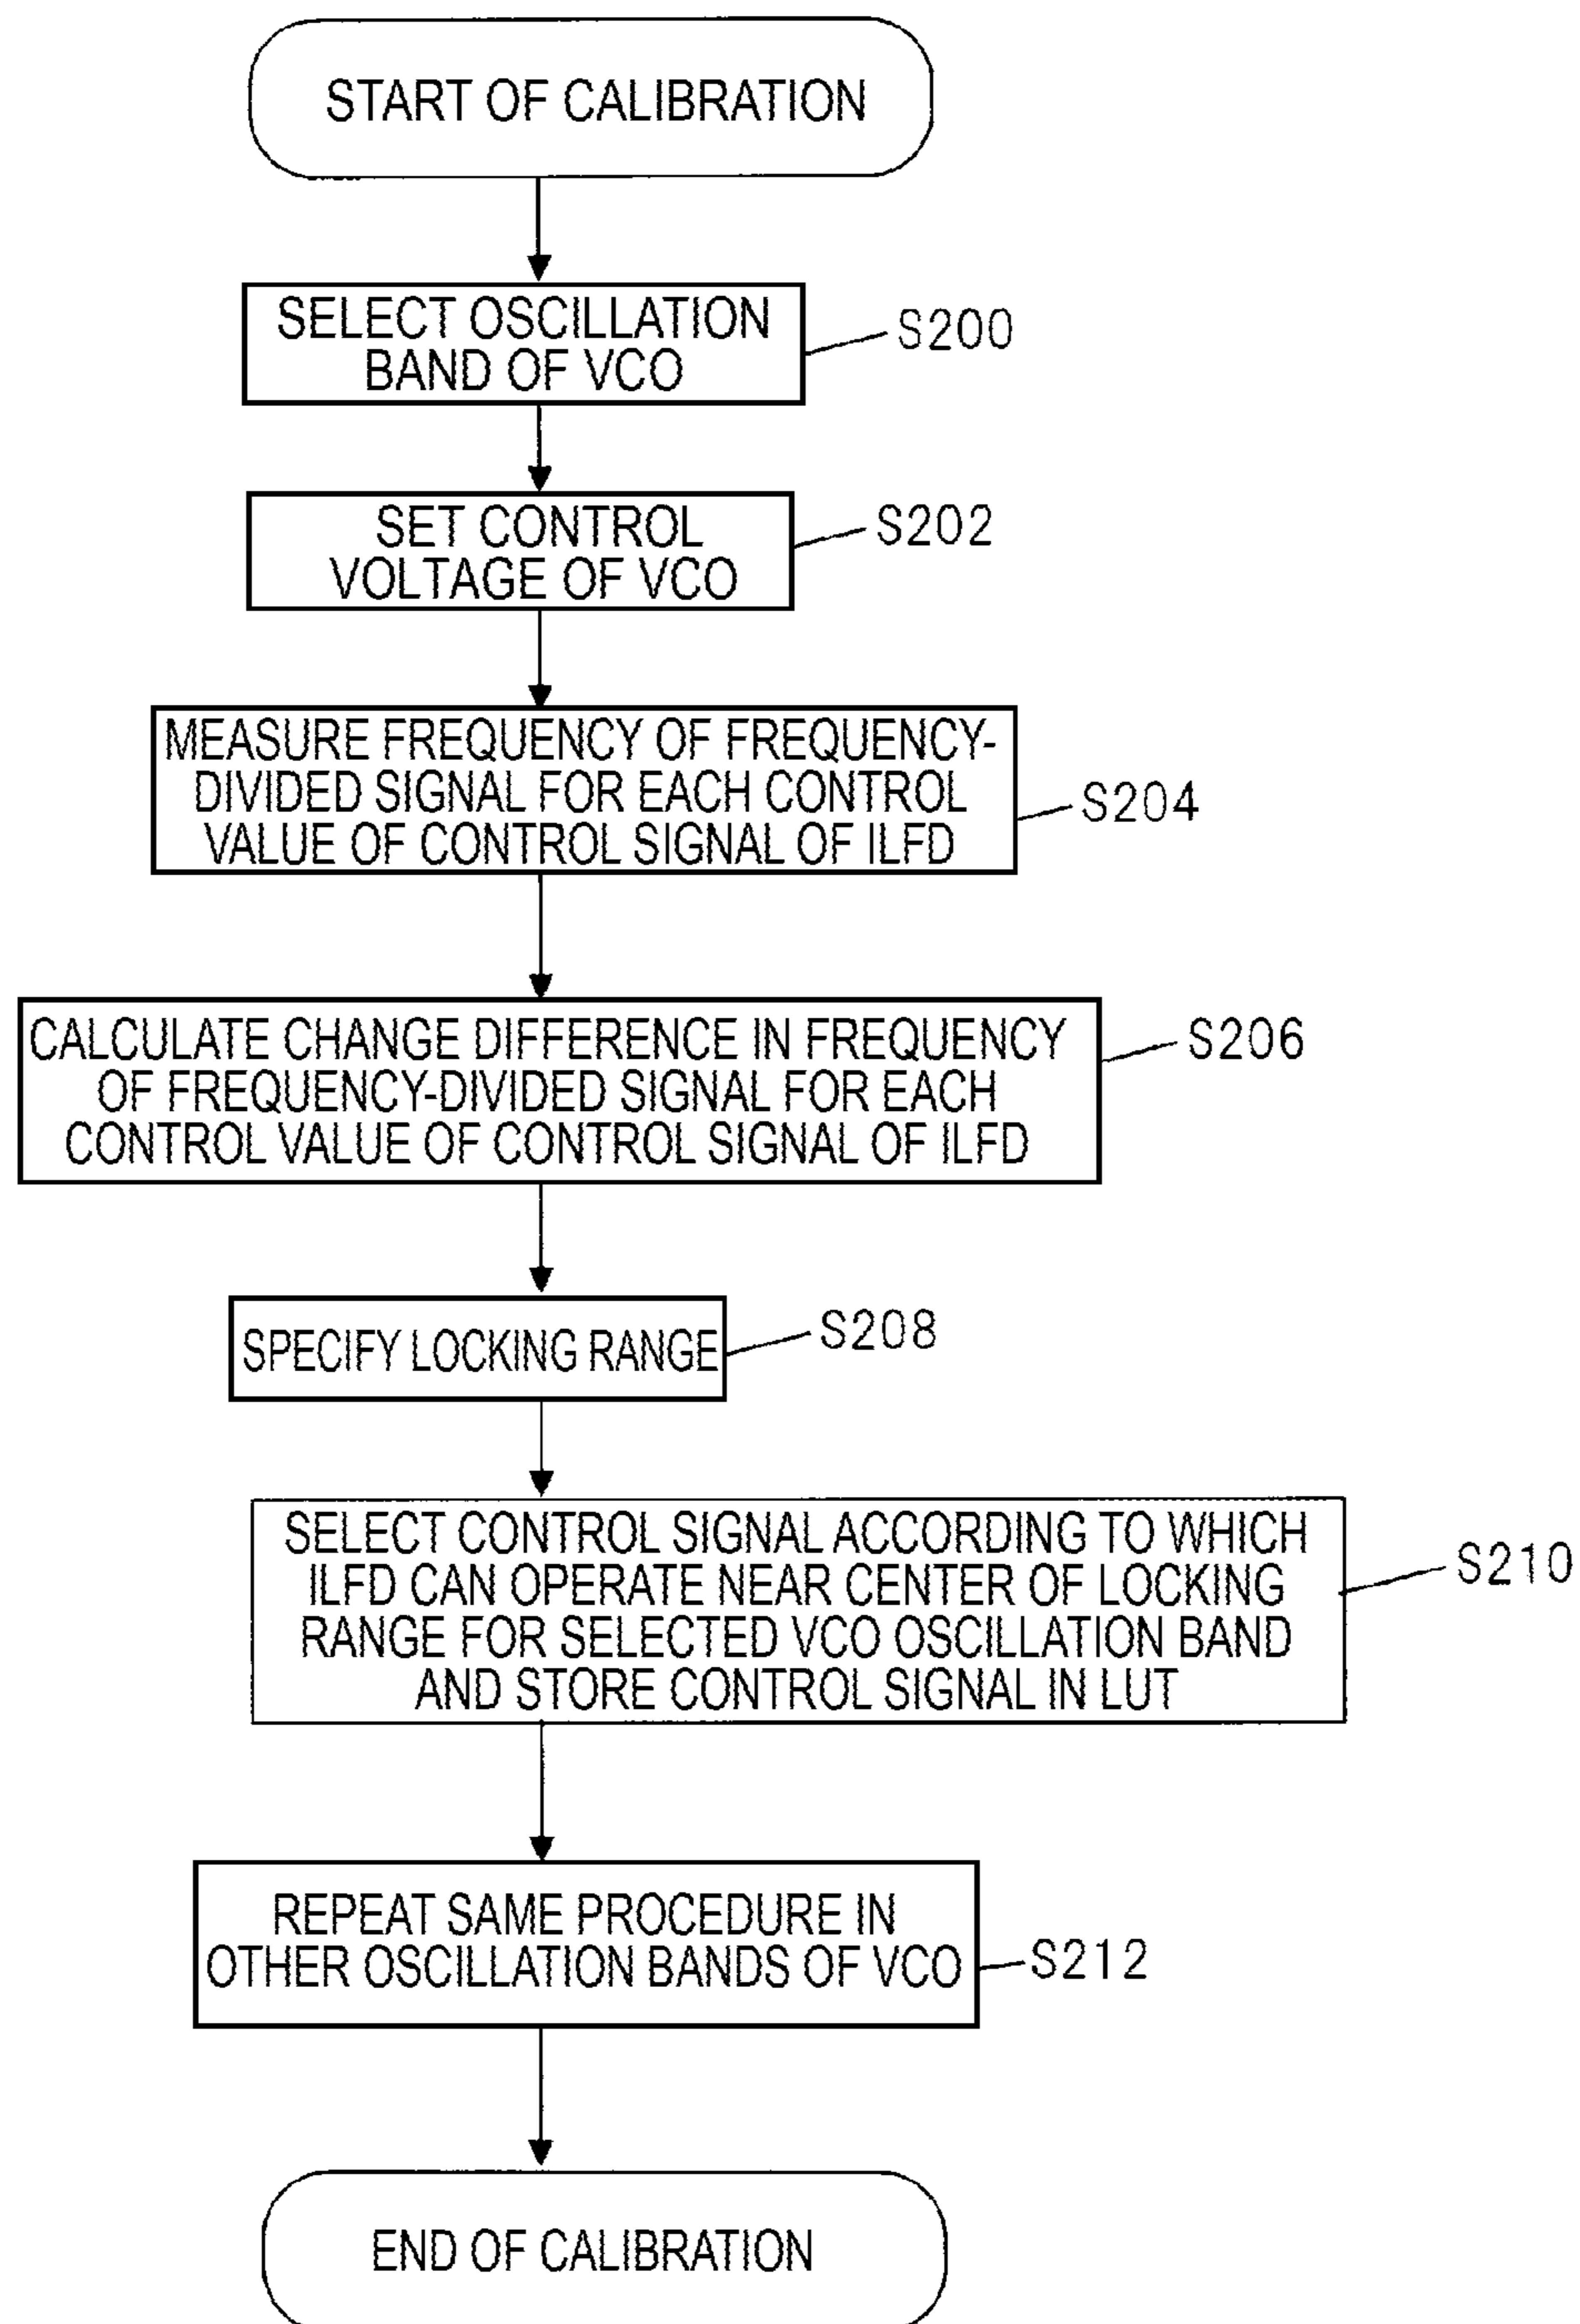 START OF CALIBRATION
SELECT OSCILLATION
BAND OF VCO
S200
SET CONTROL
VOLTAGE OF VCO
S202
MEASURE FREQUENCY OF FREQUENCY-
DIVIDED SIGNAL FOR EACH CONTROL
VALUE OF CONTROL SIGNAL OF ILFD
S204
CALCULATE CHANGE DIFFERENCE IN FREQUENCY
OF FREQUENCY-DIVIDED SIGNAL FOR EACH
CONTROL VALUE OF CONTROL SIGNAL OF ILFD
S206
SPECIFY LOCKING RANGE
S208
SELECT CONTROL SIGNAL ACCORDING TO WHICH
ILFD CAN OPERATE NEAR CENTER OF LOCKING
RANGE FOR SELECTED VCO OSCILLATION BAND
AND STORE CONTROL SIGNAL IN LUT
S210
REPEAT SAME PROCEDURE IN
OTHER OSCILLATION BANDS OF VCO
S212
END OF CALIBRATION